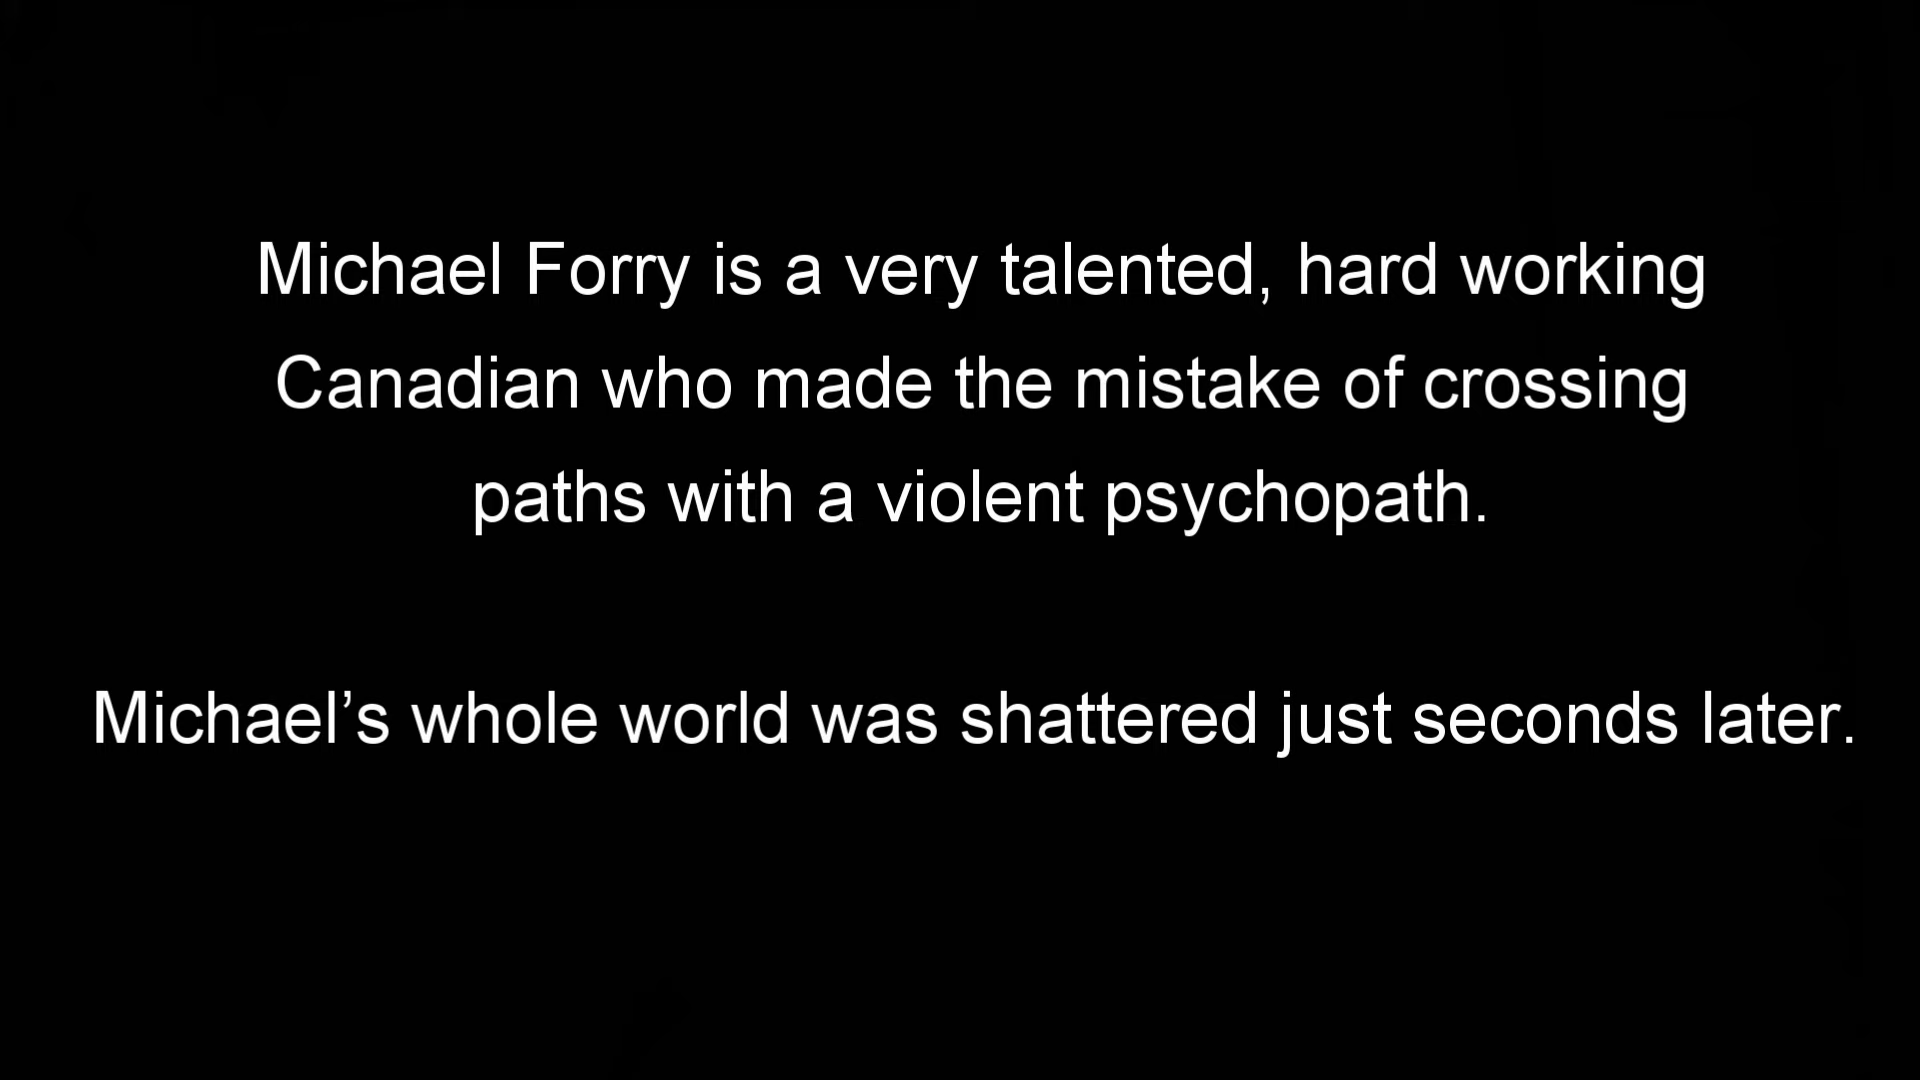 Michael Forry is a very talented, hard working
Canadian who made the mistake of crossing
paths with a violent psychopath.
Michael’s whole world was shattered just seconds later.